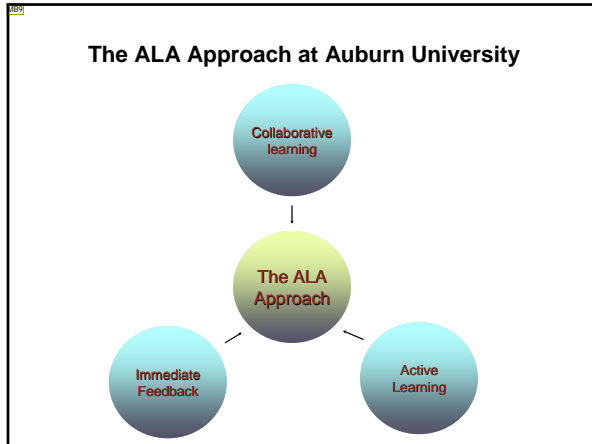 MB9
The ALA Approach at Auburn University
Collaborative
learning
The ALA
Approach
Immediate
Feedback
Active
Learning